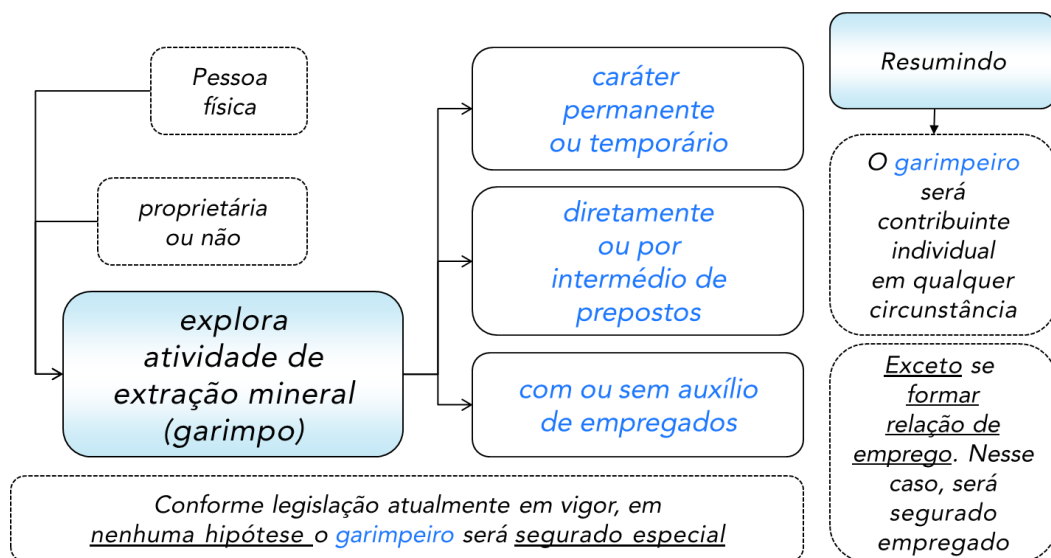 Pessoa
física
proprietária
ou não
explora
atividade de
extração mineral
(garimpo)
caráter
permanente
ou temporário
diretamente
ou por
intermédio de
prepostos
com ou sem auxílio
de empregados
Conforme legislação atualmente em vigor, em
nenhuma hipótese o garimpeiro será segurado especial
Resumindo
O garimpeiro
será
contribuinte
individual
em qualquer
circunstância
Exceto se
formar
relação de
emprego. Nesse
caso, será
segurado
empregado